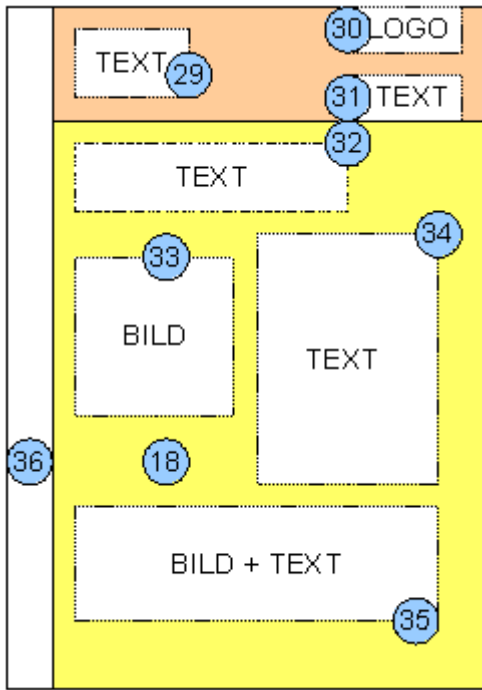 30 LOGO
TEXT 29
31 TEXT
32
TEXT
34
33
BILD
TEXT
36
18
BILD + TEXT
35